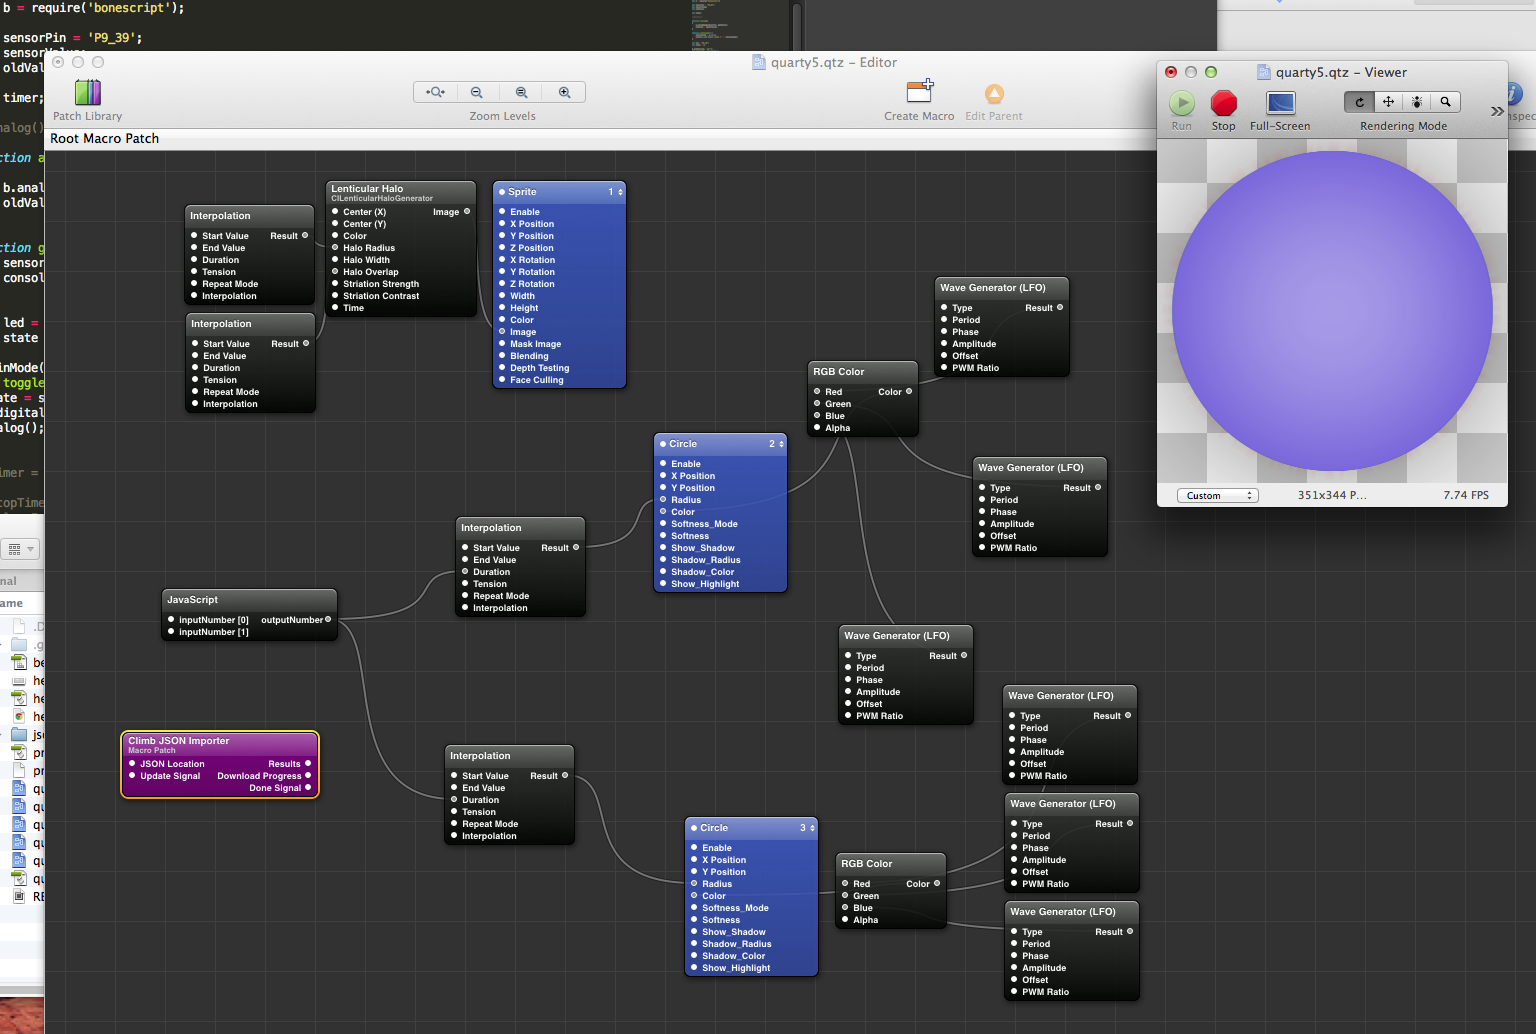 b = require('bonescript');
sensorPin = 'P9_39';
sensorValue;
oldVal
timer;
nalog()
ction a
b.anal
oldVal
ction g
sensor
consol
led =
state
inMode(
toggle
ate = s
digital
alog();
imer =
topTime
nal
ame
.D
.g
be
he
he
he
jso
pr
pr
qu
qu
qu
qu
qu
qu
RE
quarty5.qtz – Editor
Patch Library
Zoom Levels
Create Macro
Edit Parent
Inspec
Root Macro Patch
Interpolation
Start Value Result
End Value
Duration
Tension
Repeat Mode
Interpolation
Interpolation
Start Value Result
End Value
Duration
Tension
Repeat Mode
Interpolation
Lenticular Halo
CILenticularHaloGenerator
Center (X) Image
Center (Y)
Color
Halo Radius
Halo Width
Halo Overlap
Striation Strength
Striation Contrast
Time
Sprite 1
Enable
X Position
Y Position
Z Position
X Rotation
Y Rotation
Z Rotation
Width
Height
Color
Image
Mask Image
Blending
Depth Testing
Face Culling
Wave Generator (LFO)
Type Result
Period
Phase
Amplitude
Offset
PWM Ratio
RGB Color
Red Color
Green
Blue
Alpha
Circle 2
Enable
X Position
Y Position
Radius
Color
Softness_Mode
Softness
Show_Shadow
Shadow_Radius
Shadow_Color
Show_Highlight
Wave Generator (LFO)
Type Result
Period
Phase
Amplitude
Offset
PWM Ratio
Interpolation
Start Value Result
End Value
Duration
Tension
Repeat Mode
Interpolation
JavaScript
inputNumber [0] outputNumber
inputNumber [1]
Wave Generator (LFO)
Type Result
Period
Phase
Amplitude
Offset
PWM Ratio
Wave Generator (LFO)
Type Result
Period
Phase
Amplitude
Offset
PWM Ratio
Climb JSON Importer
Macro Patch
JSON Location Results
Update Signal Download Progress
Done Signal
Interpolation
Start Value Result
End Value
Duration
Tension
Repeat Mode
Interpolation
Circle 3
Enable
X Position
Y Position
Radius
Color
Softness_Mode
Softness
Show_Shadow
Shadow_Radius
Shadow_Color
Show_Highlight
RGB Color
Red Color
Green
Blue
Alpha
Wave Generator (LFO)
Type Result
Period
Phase
Amplitude
Offset
PWM Ratio
Wave Generator (LFO)
Type Result
Period
Phase
Amplitude
Offset
PWM Ratio
quarty5.qtz – Viewer
Run
Stop
Full-Screen
Rendering Mode
Custom
351x344 P...
7.74 FPS